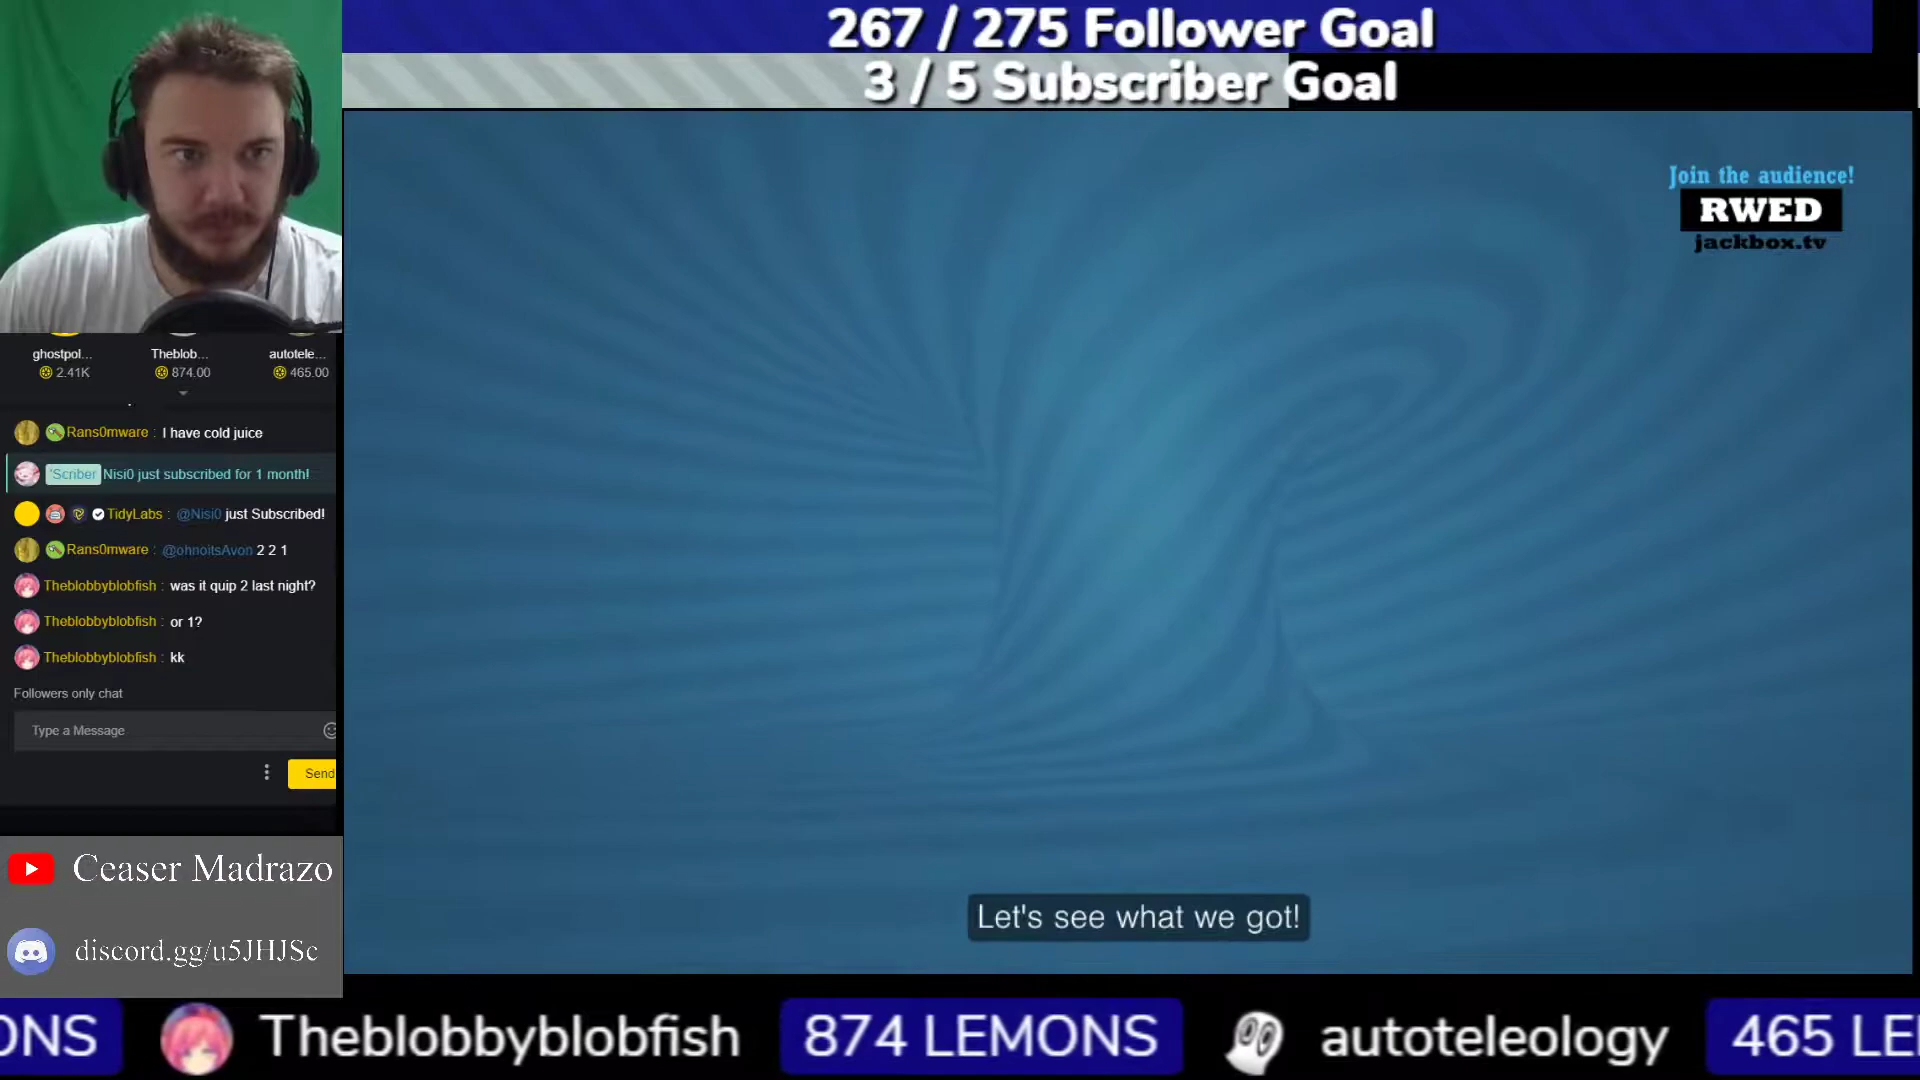 267 / 275 Follower Goal
3 / 5 Subscriber Goal
Join the audience!
RWED
jackbox.tv
ghostpol... Theblob... autotele...
2.41K 874.00 465.00
Rans0mware : I have cold juice
'Scriber Nisi0 just subscribed for 1 month!
TidyLabs : @Nisi0 just Subscribed!
Rans0mware : @ohnoitsAvon 2 2 1
Theblobbyblobfish : was it quip 2 last night?
Theblobbyblobfish : or 1?
Theblobbyblobfish : kk
Followers only chat
Type a Message
Send
Ceaser Madrazo
discord.gg/u5JHJSc
Let's see what we got!
ONS Theblobbyblobfish 874 LEMONS autoteleology 465 LE